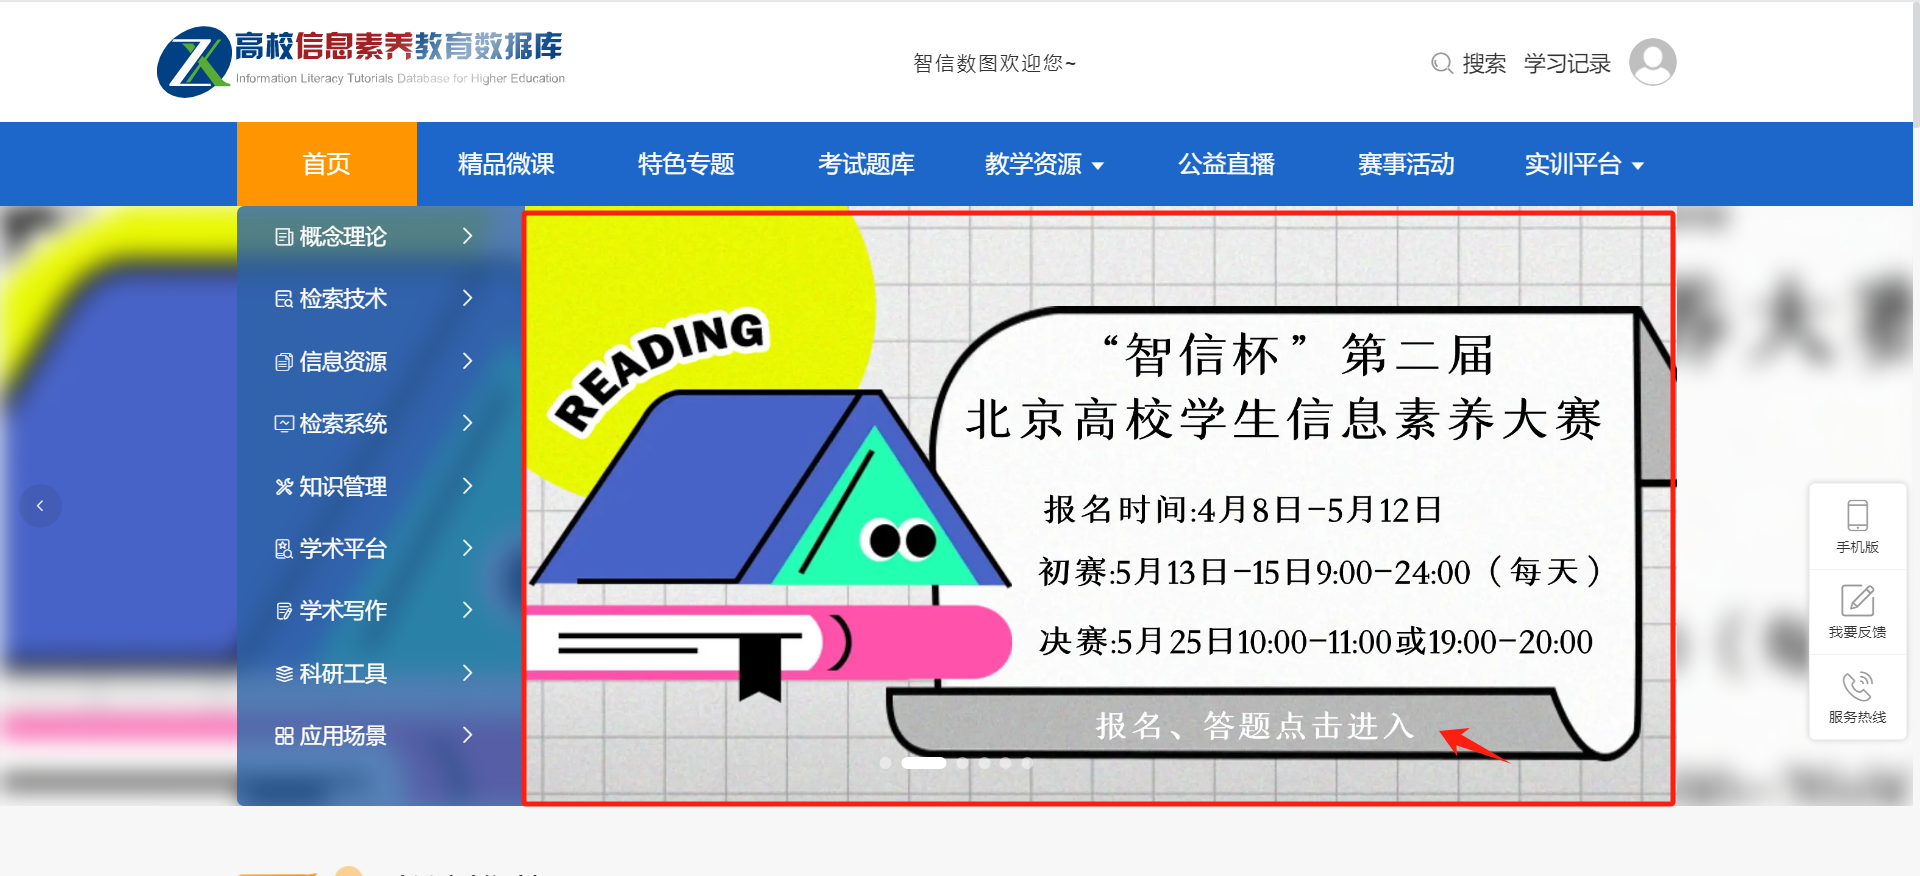 高校信息素养教育数据库
Information Literacy Tutorials Database for Higher Education
智信数图欢迎您~
搜索 学习记录
首页 精品微课 特色专题 考试题库 教学资源 公益直播 赛事活动 实训平台
概念理论
检索技术
信息资源
检索系统
知识管理
学术平台
学术写作
科研工具
应用场景
READING
“智信杯”第二届
北京高校学生信息素养大赛
报名时间:4月8日-5月12日
初赛:5月13日-15日9:00-24:00（每天）
决赛:5月25日10:00-11:00或19:00-20:00
报名、答题点击进入
手机版
我要反馈
服务热线